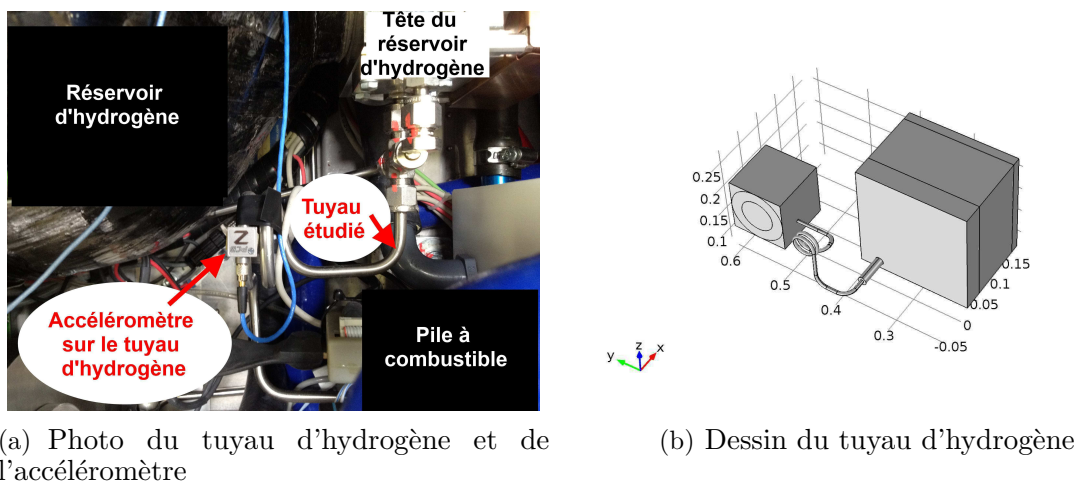 Tête du
réservoir
d'hydrogène
Réservoir
d'hydrogène
Tuyau
étudié
Z
Accéléromètre
sur le tuyau
d'hydrogène
Pile à
combustible
0.25
0.2
0.15
0.1
0.6
0.5
0.4
0.3
0.15
0.1
0.05
0
-0.05
y z x
(a) Photo du tuyau d'hydrogène et de
l'accéléromètre
(b) Dessin du tuyau d'hydrogène